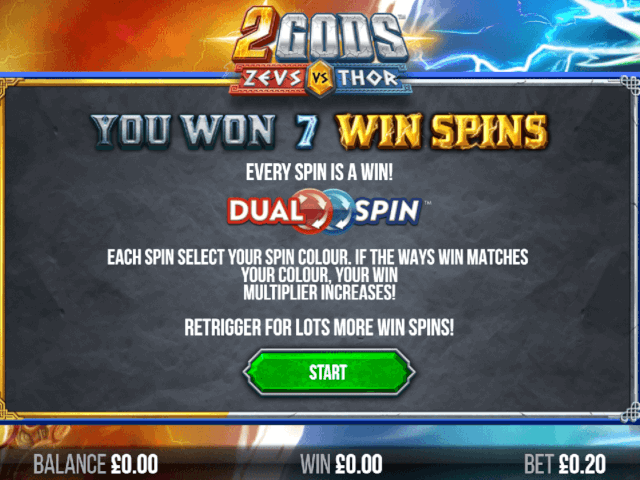 2 GODS™
ZEUS VS THOR
YOU WON 7 WIN SPINS
EVERY SPIN IS A WIN!
DUAL SPIN™
EACH SPIN SELECT YOUR SPIN COLOUR. IF THE WAYS WIN MATCHES
YOUR COLOUR, YOUR WIN
MULTIPLIER INCREASES!
RETRIGGER FOR LOTS MORE WIN SPINS!
START
BALANCE £0.00 WIN £0.00 BET £0.20